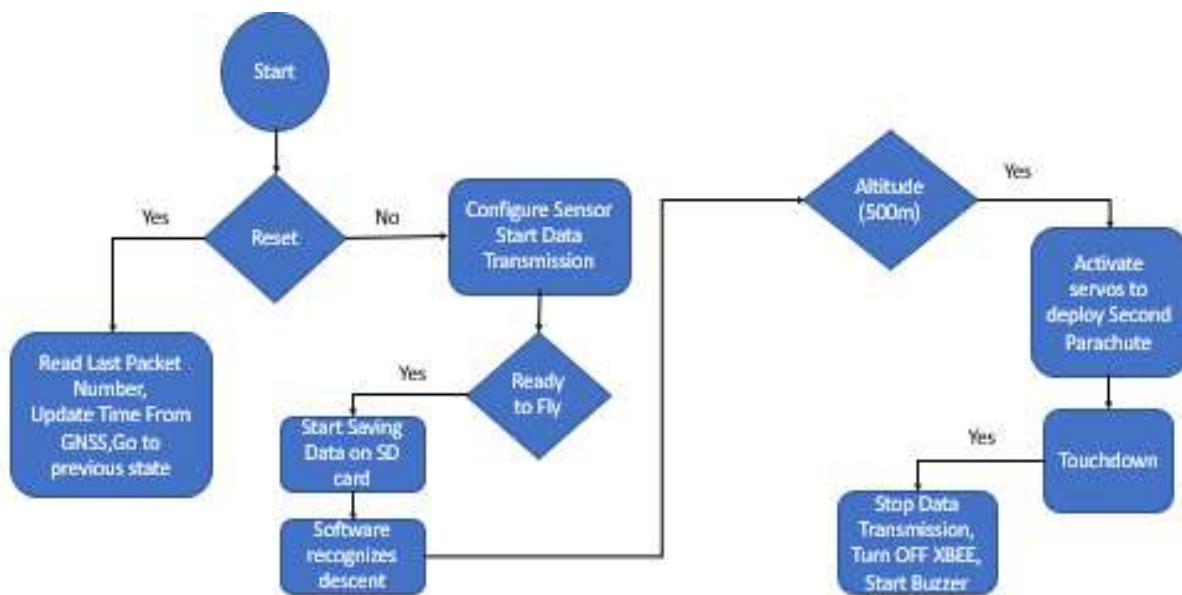 Start
Reset
Yes
No
Read Last Packet
Number,
Update Time From
GNSS,Go to
previous state
Configure Sensor
Start Data
Transmission
Ready
to Fly
Yes
Start Saving
Data on SD
card
Software
recognizes
descent
Altitude
(500m)
Yes
Activate
servos to
deploy Second
Parachute
Touchdown
Yes
Stop Data
Transmission,
Turn OFF XBEE,
Start Buzzer